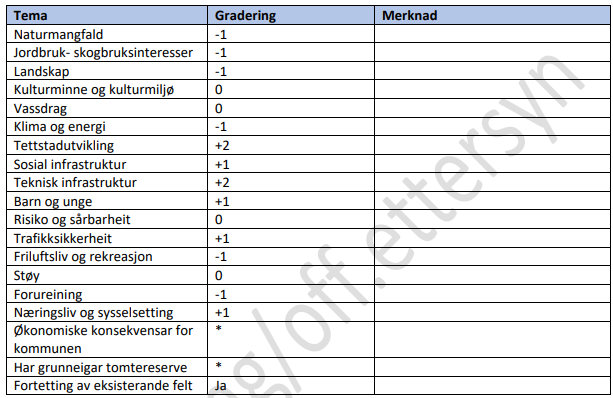 Tema Gradering Merknad
Naturmangfald -1
Jordbruk- skogbruksinteresser -1
Landskap -1
Kulturminne og kulturmiljø 0
Vassdrag 0
Klima og energi -1
Tettstadutvikling +2
Sosial infrastruktur +1
Teknisk infrastruktur +2
Barn og unge +1
Risiko og sårbarheit 0
Trafikksikkerheit +1
Friluftsliv og rekreasjon -1
Støy 0
Forureining -1
Næringsliv og sysselsetting +1
Økonomiske konsekvensar for *
kommunen
Har grunneigar tomtereserve *
Fortetting av eksisterande felt Ja
/off.ettersyn